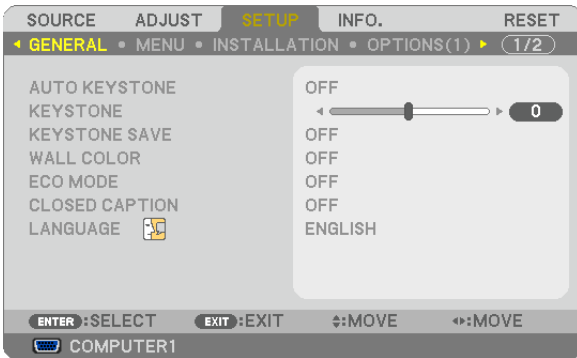 SOURCE ADJUST SETUP INFO. RESET
GENERAL • MENU • INSTALLATION • OPTIONS(1) 1/2
AUTO KEYSTONE OFF
KEYSTONE 0
KEYSTONE SAVE OFF
WALL COLOR OFF
ECO MODE OFF
CLOSED CAPTION OFF
LANGUAGE ENGLISH
ENTER :SELECT EXIT :EXIT :MOVE :MOVE
COMPUTER1